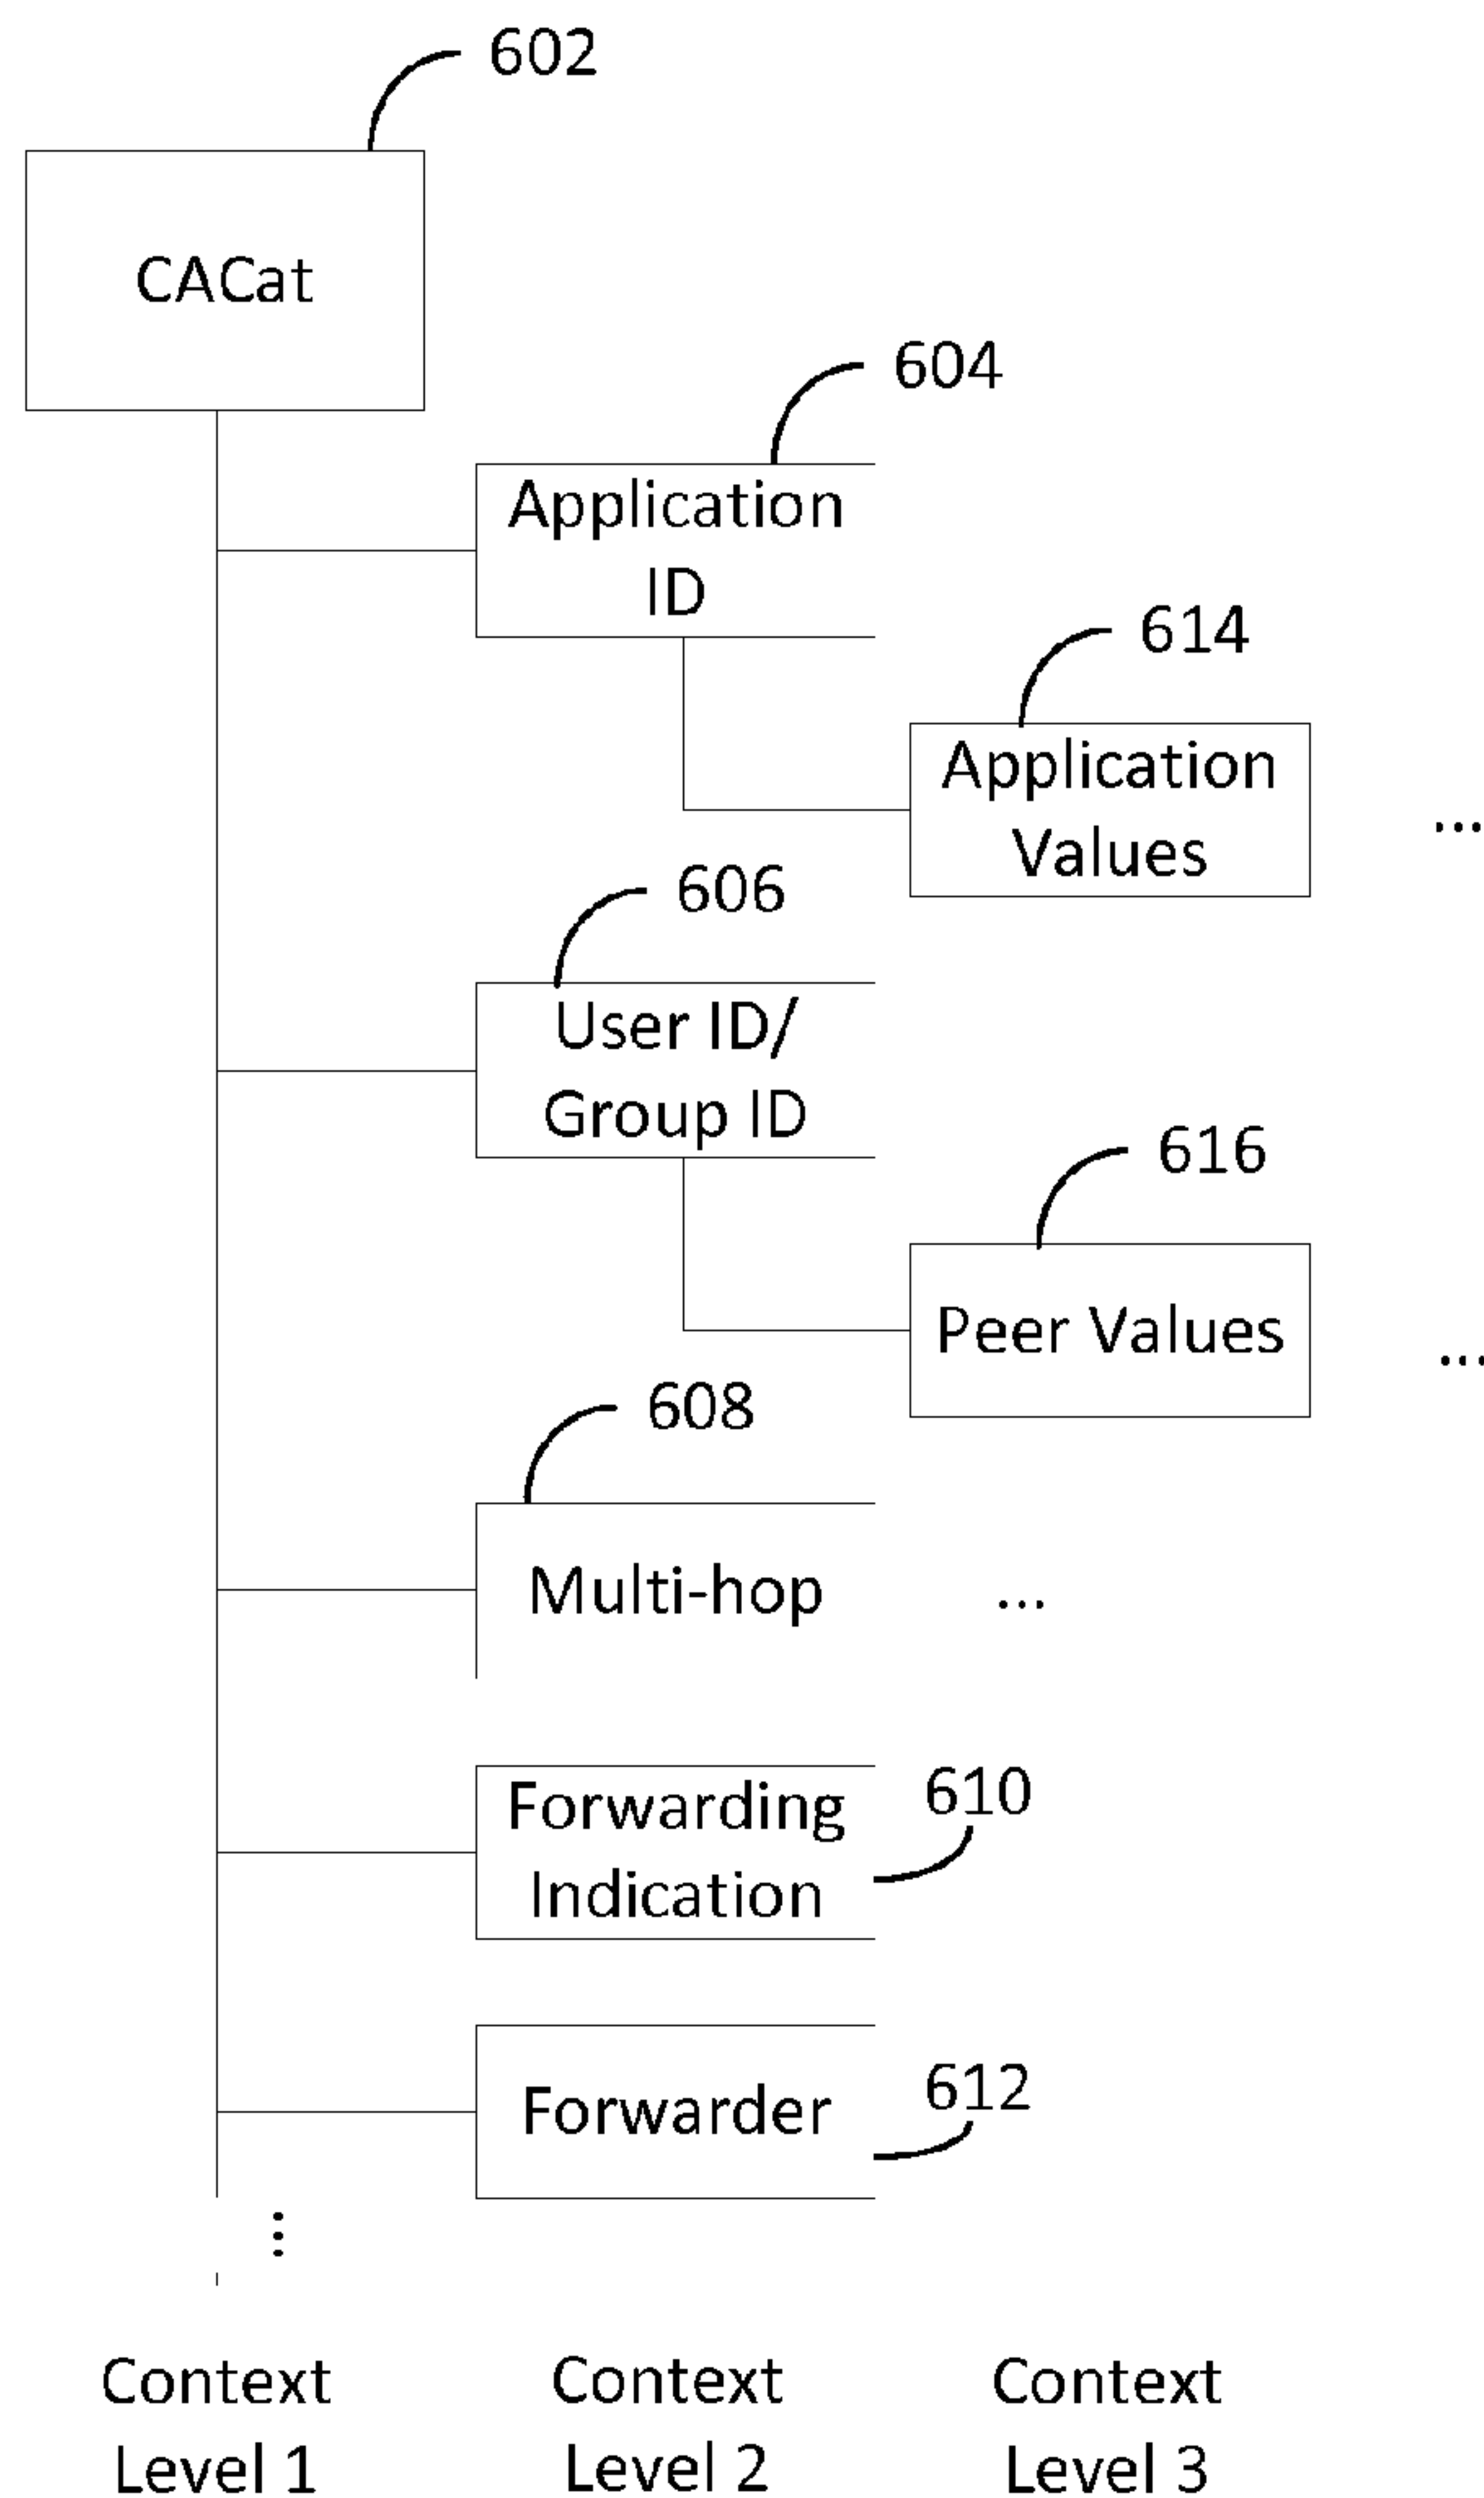 602
CACat
604
Application
ID
614
Application
Values
...
606
User ID/
Group ID
616
Peer Values
...
608
Multi-hop
...
Forwarding
Indication
610
Forwarder
612
...
Context
Level 1
Context
Level 2
Context
Level 3